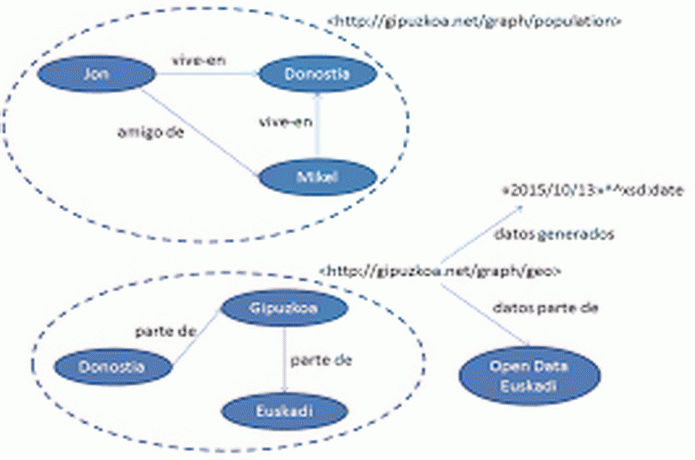 <http://gipuzkoa.net/graph/population>
vive-en
Jon
Donostia
vive-en
amigo de
Mikel
«2015/10/13»^^xsd:date
datos generados
<http://gipuzkoa.net/graph/geo>
Gipuzkoa
datos parte de
parte de
parte de
Donostia
Open Data
Euskadi
Euskadi